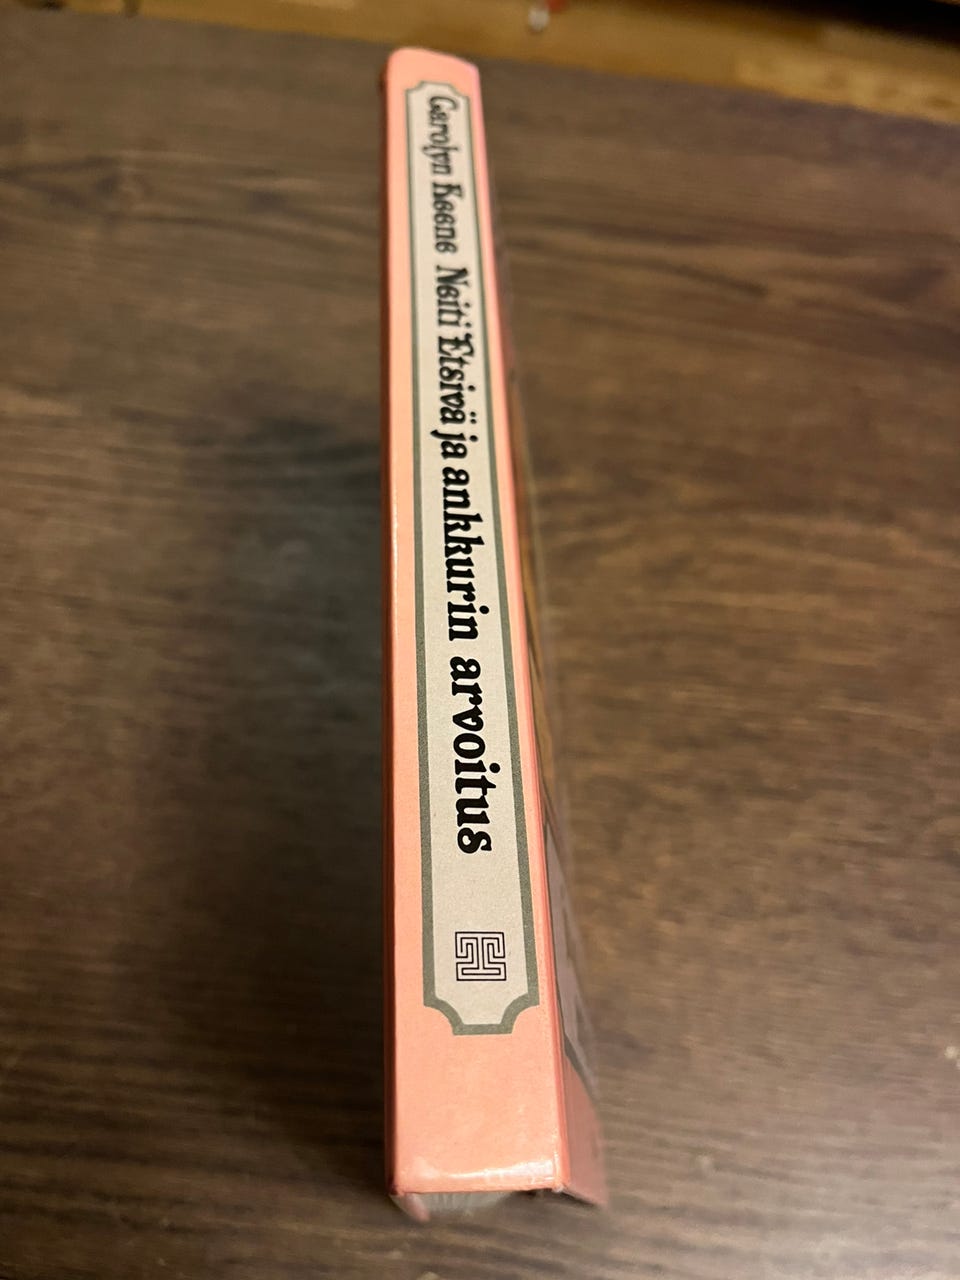 Carolyn Keene Neiti Etsivä ja ankkurin arvoitus